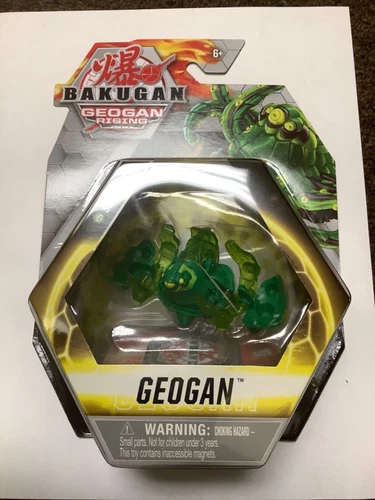 6+
爆
BAKUGAN
GEOGAN
RISING
GEOGAN™
GEOGAN
WARNING: CHOKING HAZARD –
Small parts. Not for children under 3 years.
This toy contains inaccessible magnets.